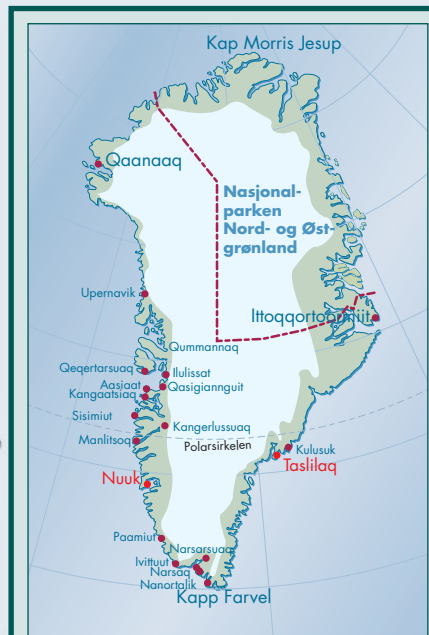 Kap Morris Jesup
Qaanaaq
Nasjonal-
parken
Nord- og Øst-
grønland
Upernavik
Ittoqqortoormiit
Qummannaq
Qeqertarsuaq
Ilulissat
Aasiaat
Qasigiannguit
Kangaatsiaq
Sisimiut
Kangerlussuaq
Manlitsoq
Polarsirkelen
Kulusuk
Taslilaq
Nuuk
Paamiut
Narsarsuaq
Ivittuut
Narsaq
Nanortalik
Kapp Farvel